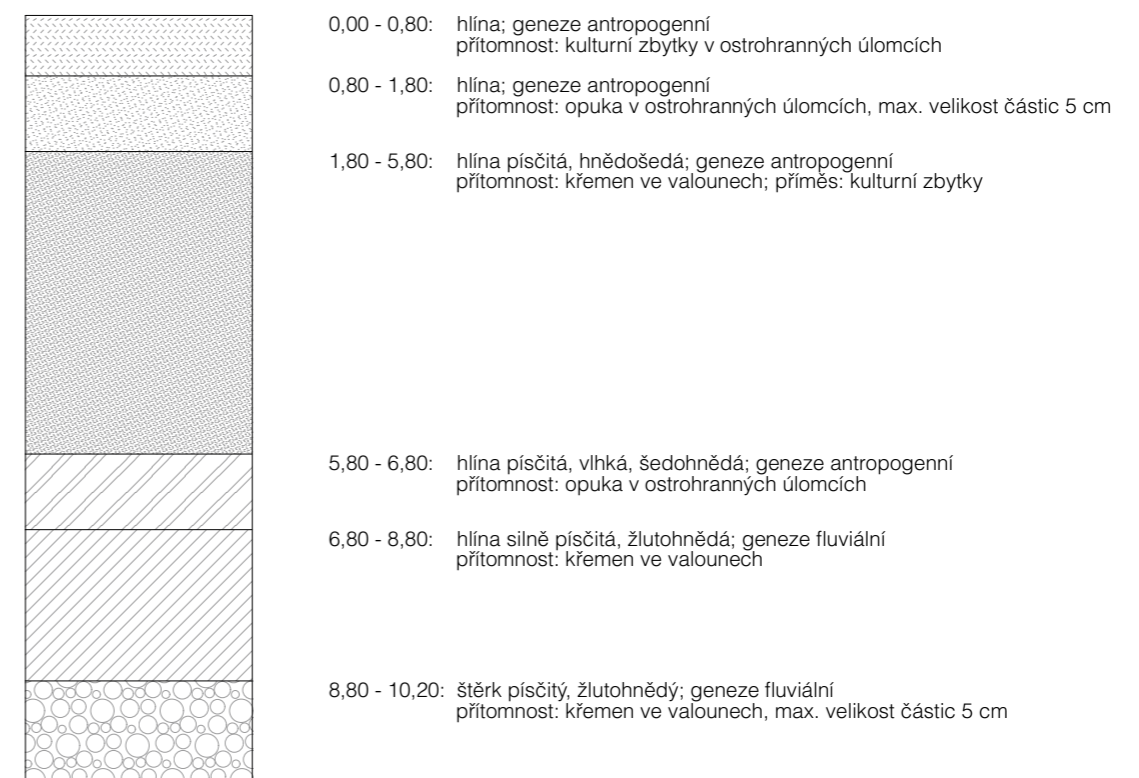 0,00 - 0,80: hlína; geneze antropogenní
přítomnost: kulturní zbytky v ostrohranných úlomcích
0,80 - 1,80: hlína; geneze antropogenní
přítomnost: opuka v ostrohranných úlomcích, max. velikost částic 5 cm
1,80 - 5,80: hlína písčitá, hnědošedá; geneze antropogenní
přítomnost: křemen ve valounech; příměs: kulturní zbytky
5,80 - 6,80: hlína písčitá, vlhká, šedohnědá; geneze antropogenní
přítomnost: opuka v ostrohranných úlomcích
6,80 - 8,80: hlína silně písčitá, žlutohnědá; geneze fluviální
přítomnost: křemen ve valounech
8,80 - 10,20: štěrk písčitý, žlutohnědý; geneze fluviální
přítomnost: křemen ve valounech, max. velikost částic 5 cm